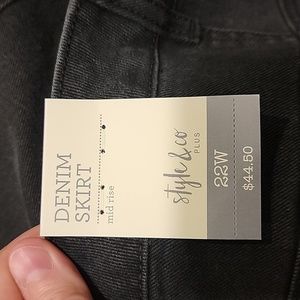 DENIM
SKIRT
mid rise
style&co
PLUS
22W
$44.50